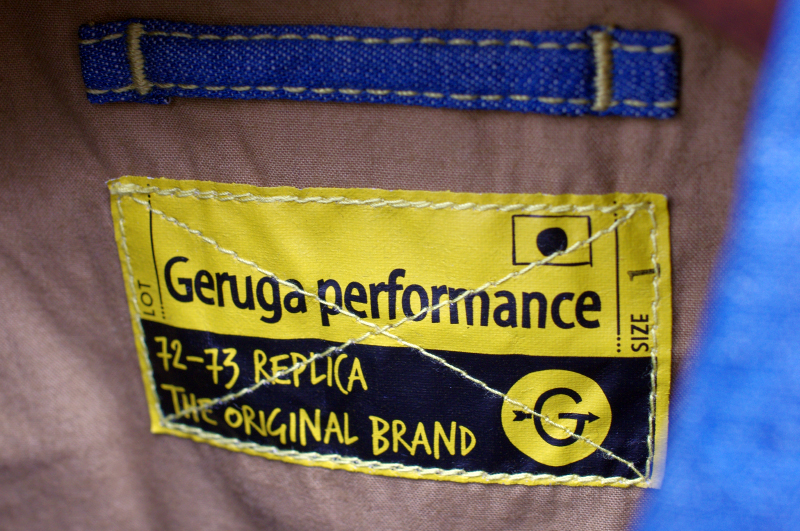 LOT
Geruga performance
SIZE 1
72-73 REPLICA
THE ORIGINAL BRAND
G